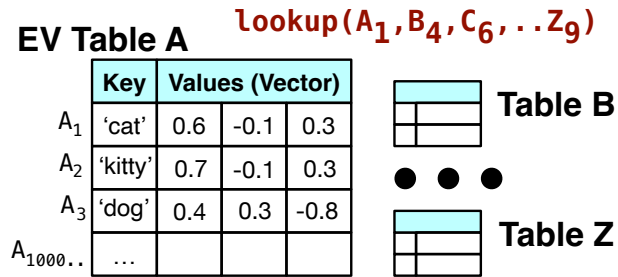 lookup(A1,B4,C6,..Z9)
EV Table A
Key Values (Vector)
A1 'cat' 0.6 -0.1 0.3
A2 'kitty' 0.7 -0.1 0.3
A3 'dog' 0.4 0.3 -0.8
A1000.. ...
Table B
Table Z